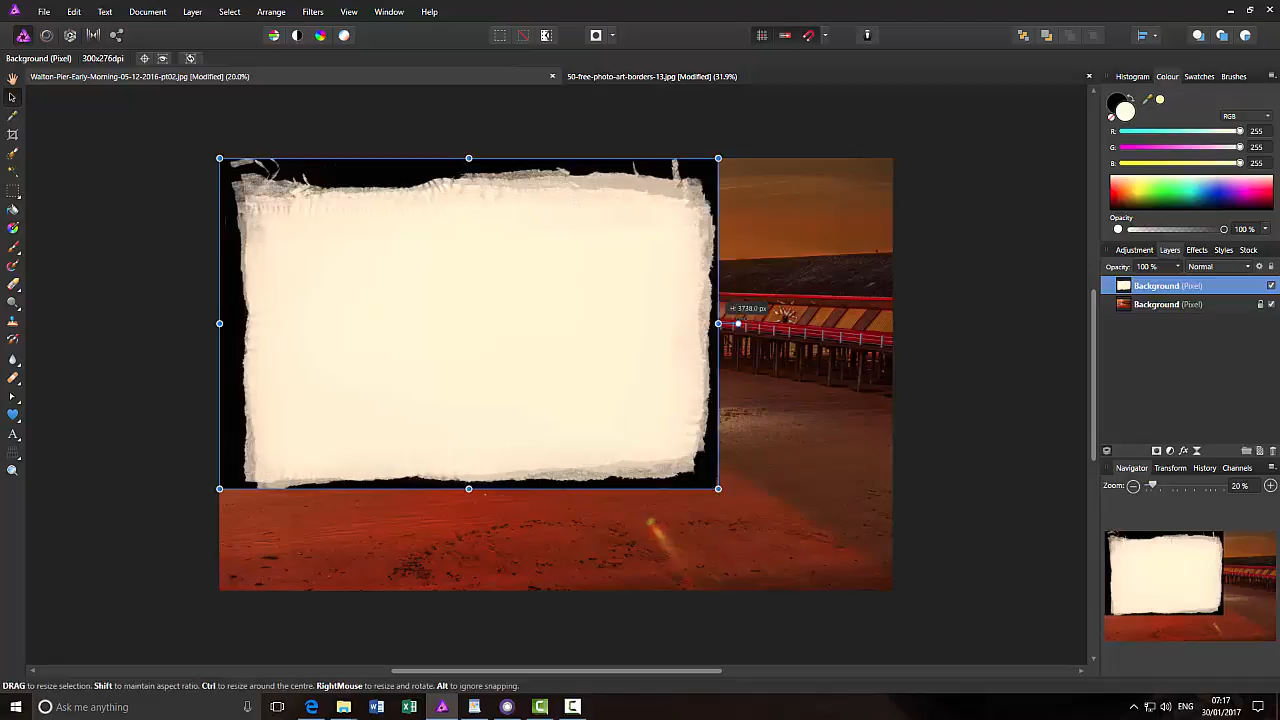 File Edit Text Document Layer Select Arrange Filters View Window Help
Background (Pixel) 300x276dpi
Walton-Pier-Early-Morning-05-12-2016-pt02.jpg [Modified] (20.0%)
50-free-photo-art-borders-13.jpg [Modified] (31.9%)
Histogram Colour Swatches Brushes
RGB
R: 255
G: 255
B: 255
Opacity
100 %
Adjustment Layers Effects Styles Stock
Opacity: 100 % Normal
Background (Pixel)
Background (Pixel)
H: 3738.0 px
Navigator Transform History Channels
Zoom: 20 %
DRAG to resize selection. Shift to maintain aspect ratio. Ctrl to resize around the centre. RightMouse to resize and rotate. Alt to ignore snapping.
Ask me anything
ENG
07:17
30/01/2017